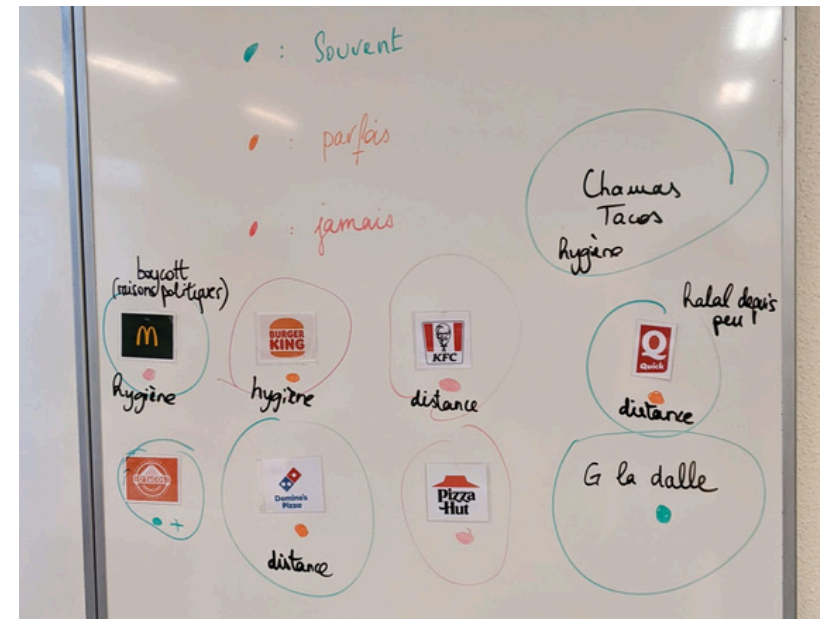 : Souvent
: parfois
: jamais
Chamas
Tacos
hygiène
boycott
(raisons politiques)
halal depuis
peu
M
BURGER
KING
KFC
Q
Quick
hygiène
hygiène
distance
distance
O'TACOS
Domino's
Pizza
Pizza
Hut
G la dalle
+
distance